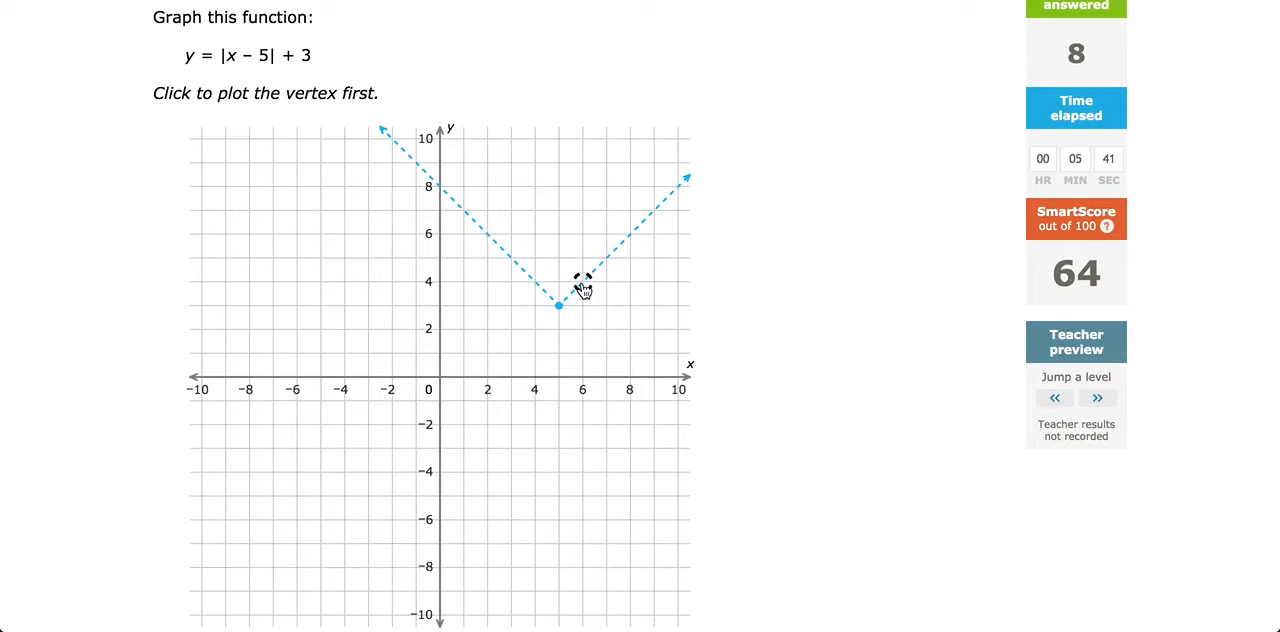 Graph this function:
y = |x – 5| + 3
Click to plot the vertex first.
y
10
8
6
4
2
x
−10 −8 −6 −4 −2 0 2 4 6 8 10
−2
−4
−6
−8
−10
answered
8
Time
elapsed
00 05 41
HR MIN SEC
SmartScore
out of 100 ?
64
Teacher
preview
Jump a level
<< >>
Teacher results
not recorded